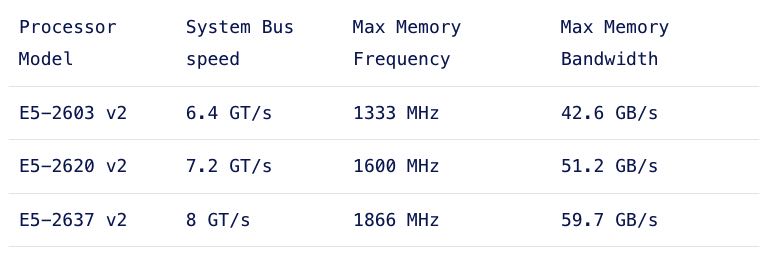 Processor Model	System Bus speed	Max Memory Frequency	Max Memory Bandwidth
E5-2603 v2	6.4 GT/s	1333 MHz	42.6 GB/s
E5-2620 v2	7.2 GT/s	1600 MHz	51.2 GB/s
E5-2637 v2	8 GT/s	1866 MHz	59.7 GB/s